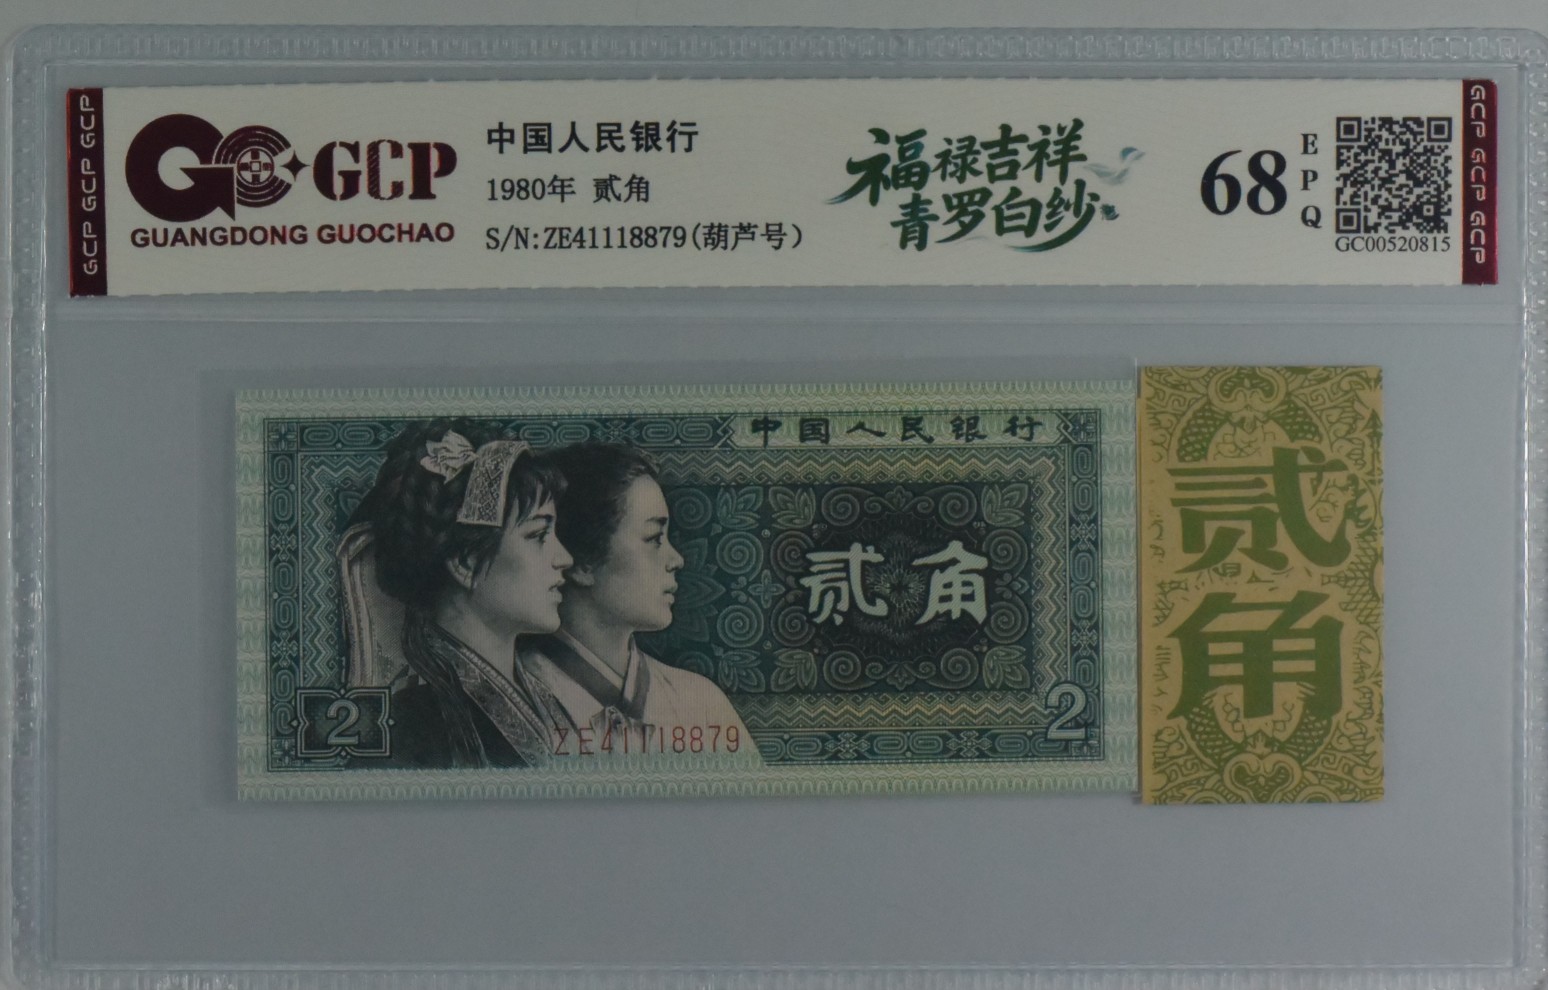 GCP GCP GCP
GCP
GUANGDONG GUOCHAO
中国人民银行
1980年 贰角
S/N:ZE41118879(葫芦号)
福禄吉祥
青罗白纱
68
EPQ
GC00520815
GCP GCP GCP
中国人民银行
贰角
2
ZE41118879
2
贰角